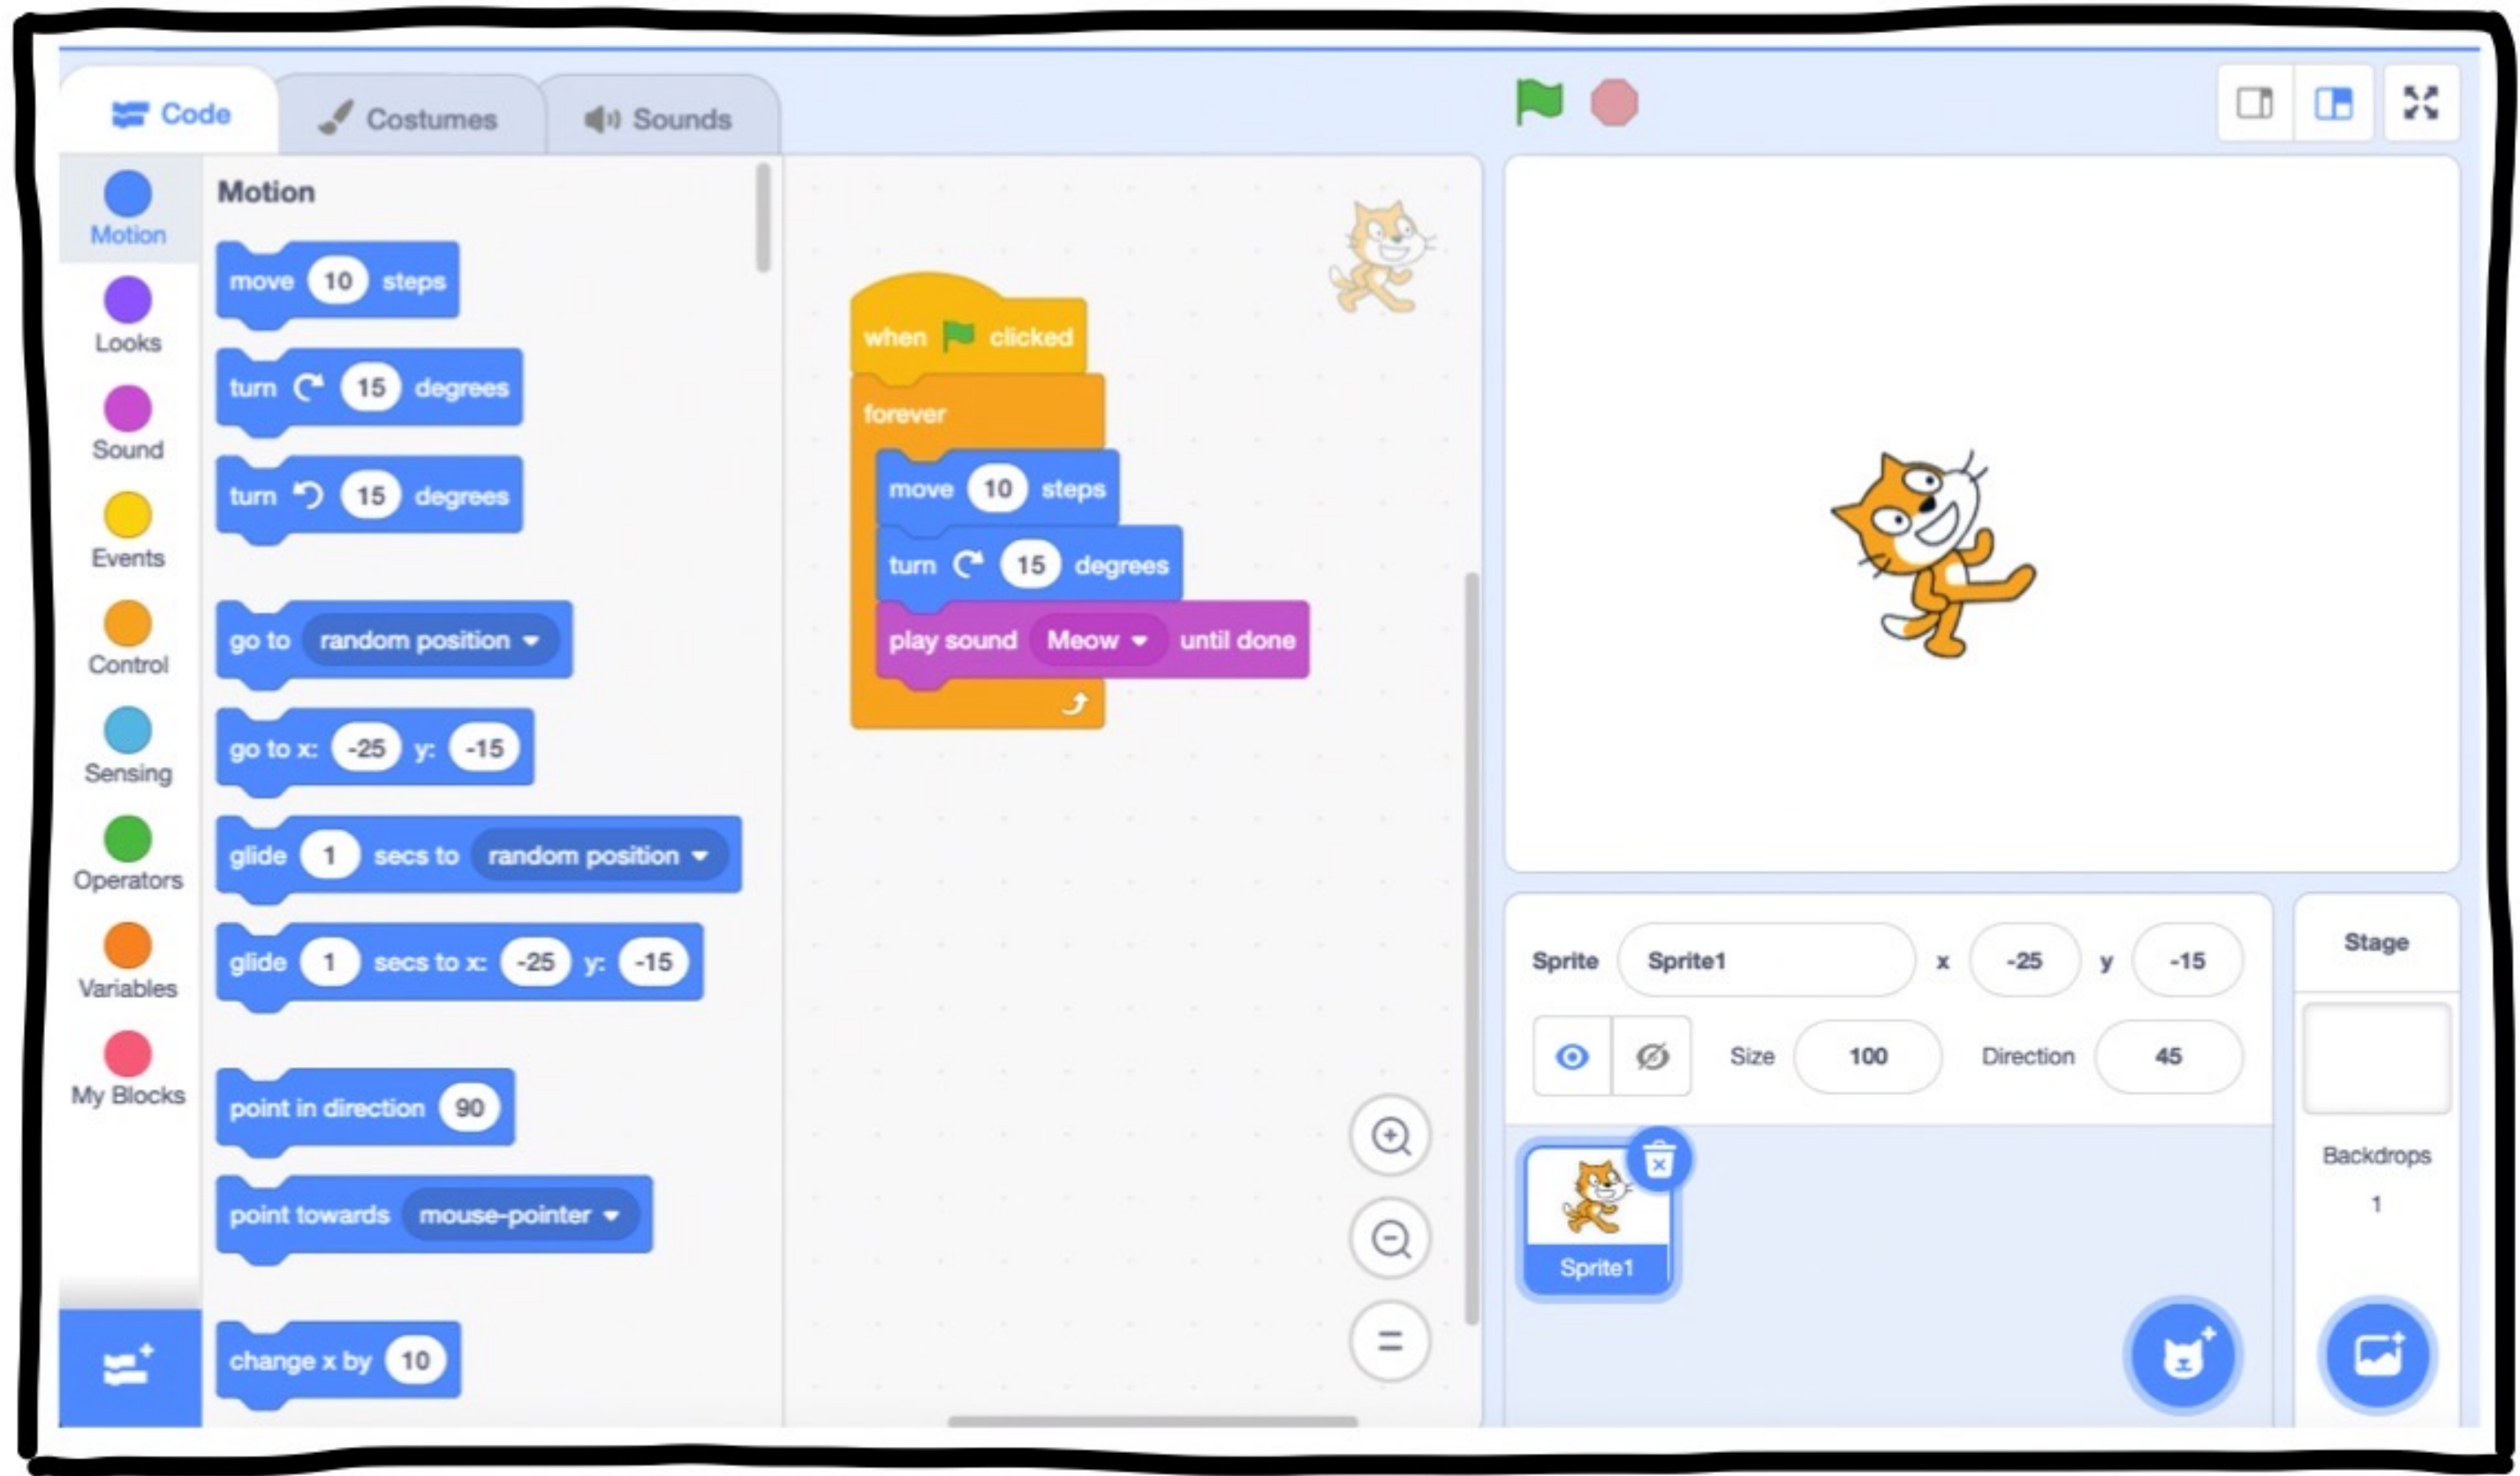 Code
Costumes
Sounds
Motion
Looks
Sound
Events
Control
Sensing
Operators
Variables
My Blocks
Motion
move 10 steps
turn 15 degrees
turn 15 degrees
go to random position
go to x: -25 y: -15
glide 1 secs to random position
glide 1 secs to x: -25 y: -15
point in direction 90
point towards mouse-pointer
change x by 10
when clicked
forever
move 10 steps
turn 15 degrees
play sound Meow until done
Sprite Sprite1 x -25 y -15
Size 100 Direction 45
Sprite1
Stage
Backdrops
1